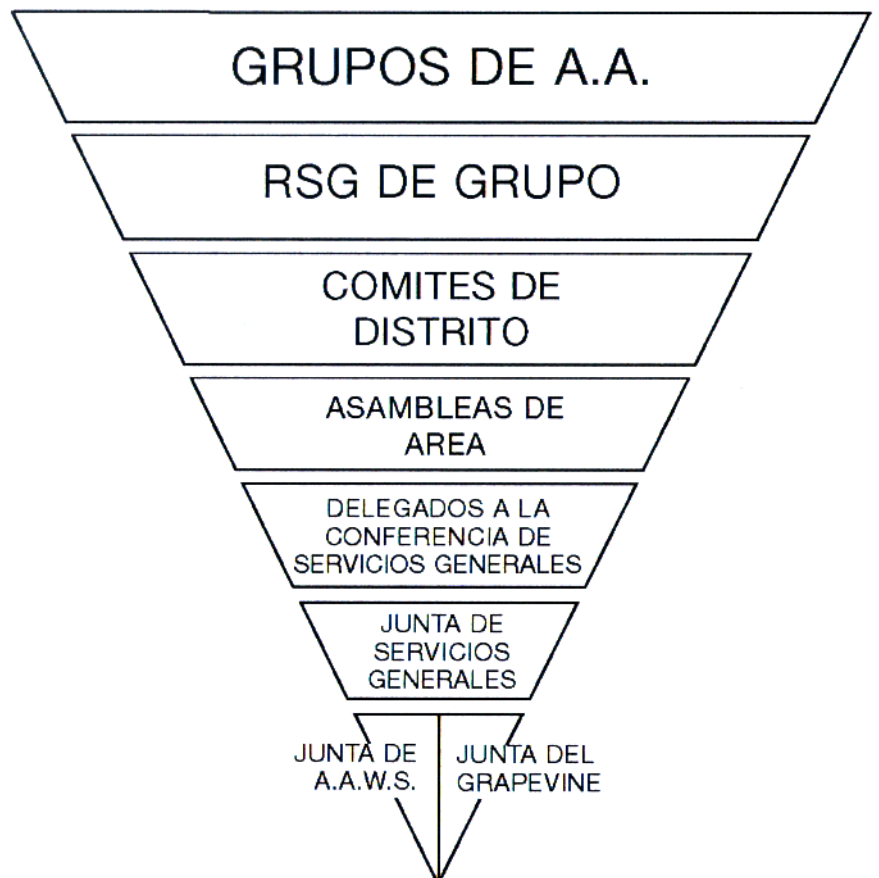 GRUPOS DE A.A.
RSG DE GRUPO
COMITES DE
DISTRITO
ASAMBLEAS DE
AREA
DELEGADOS A LA
CONFERENCIA DE
SERVICIOS GENERALES
JUNTA DE
SERVICIOS
GENERALES
JUNTA DE
A.A.W.S.
JUNTA DEL
GRAPEVINE